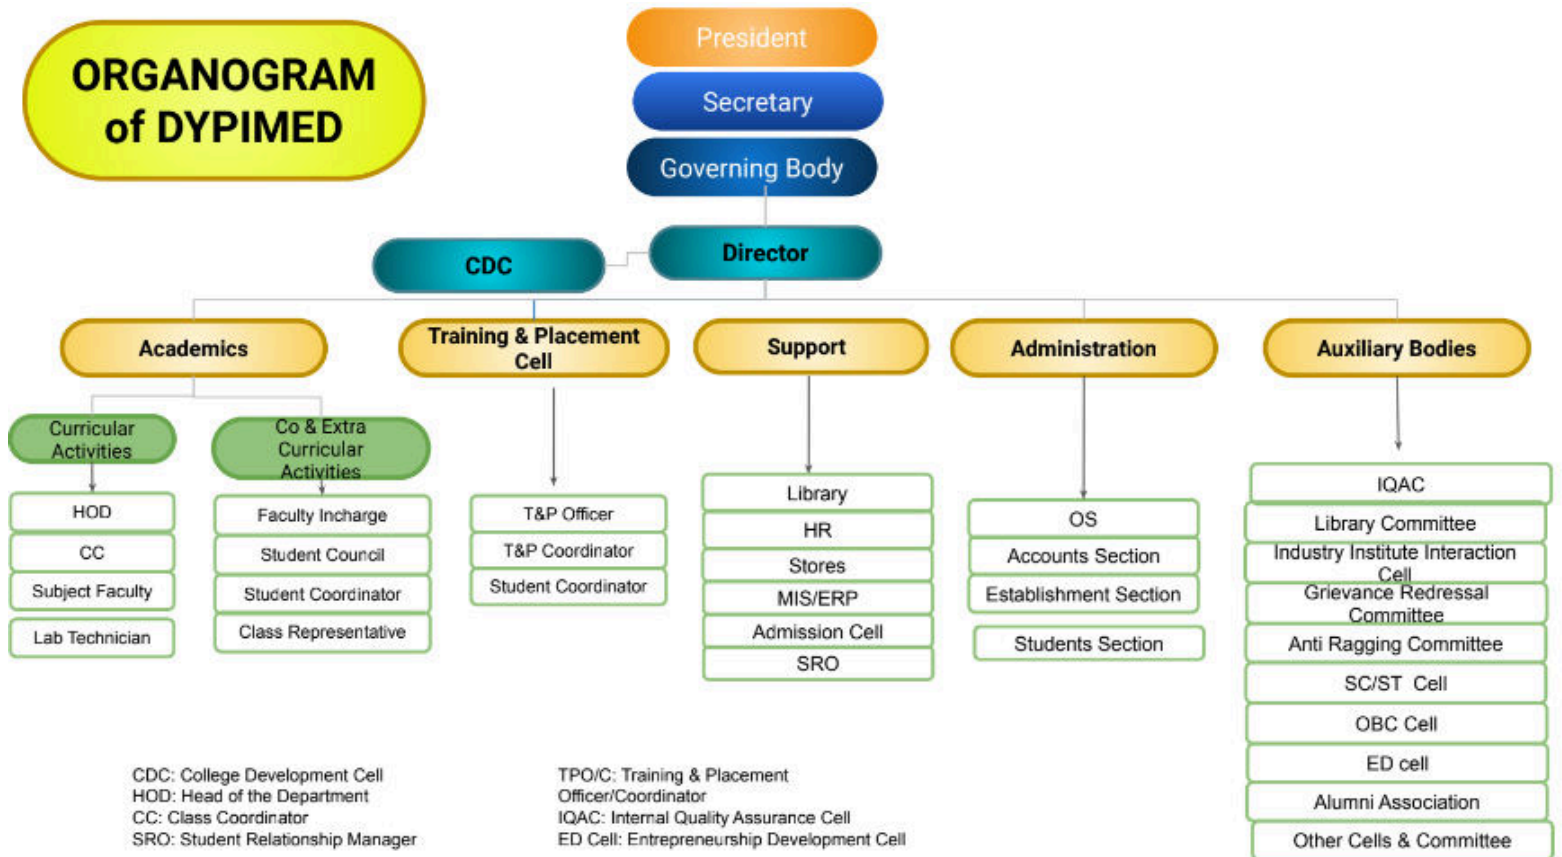 ORGANOGRAM
of DYPIMED
President
Secretary
Governing Body
Director
CDC
Academics
Training & Placement
Cell
Support
Administration
Auxiliary Bodies
Curricular
Activities
Co & Extra
Curricular
Activities
HOD
CC
Subject Faculty
Lab Technician
Faculty Incharge
Student Council
Student Coordinator
Class Representative
T&P Officer
T&P Coordinator
Student Coordinator
Library
HR
Stores
MIS/ERP
Admission Cell
SRO
OS
Accounts Section
Establishment Section
Students Section
IQAC
Library Committee
Industry Institute Interaction
Cell
Grievance Redressal
Committee
Anti Ragging Committee
SC/ST Cell
OBC Cell
ED cell
Alumni Association
Other Cells & Committee
CDC: College Development Cell
HOD: Head of the Department
CC: Class Coordinator
SRO: Student Relationship Manager
TPO/C: Training & Placement
Officer/Coordinator
IQAC: Internal Quality Assurance Cell
ED Cell: Entrepreneurship Development Cell